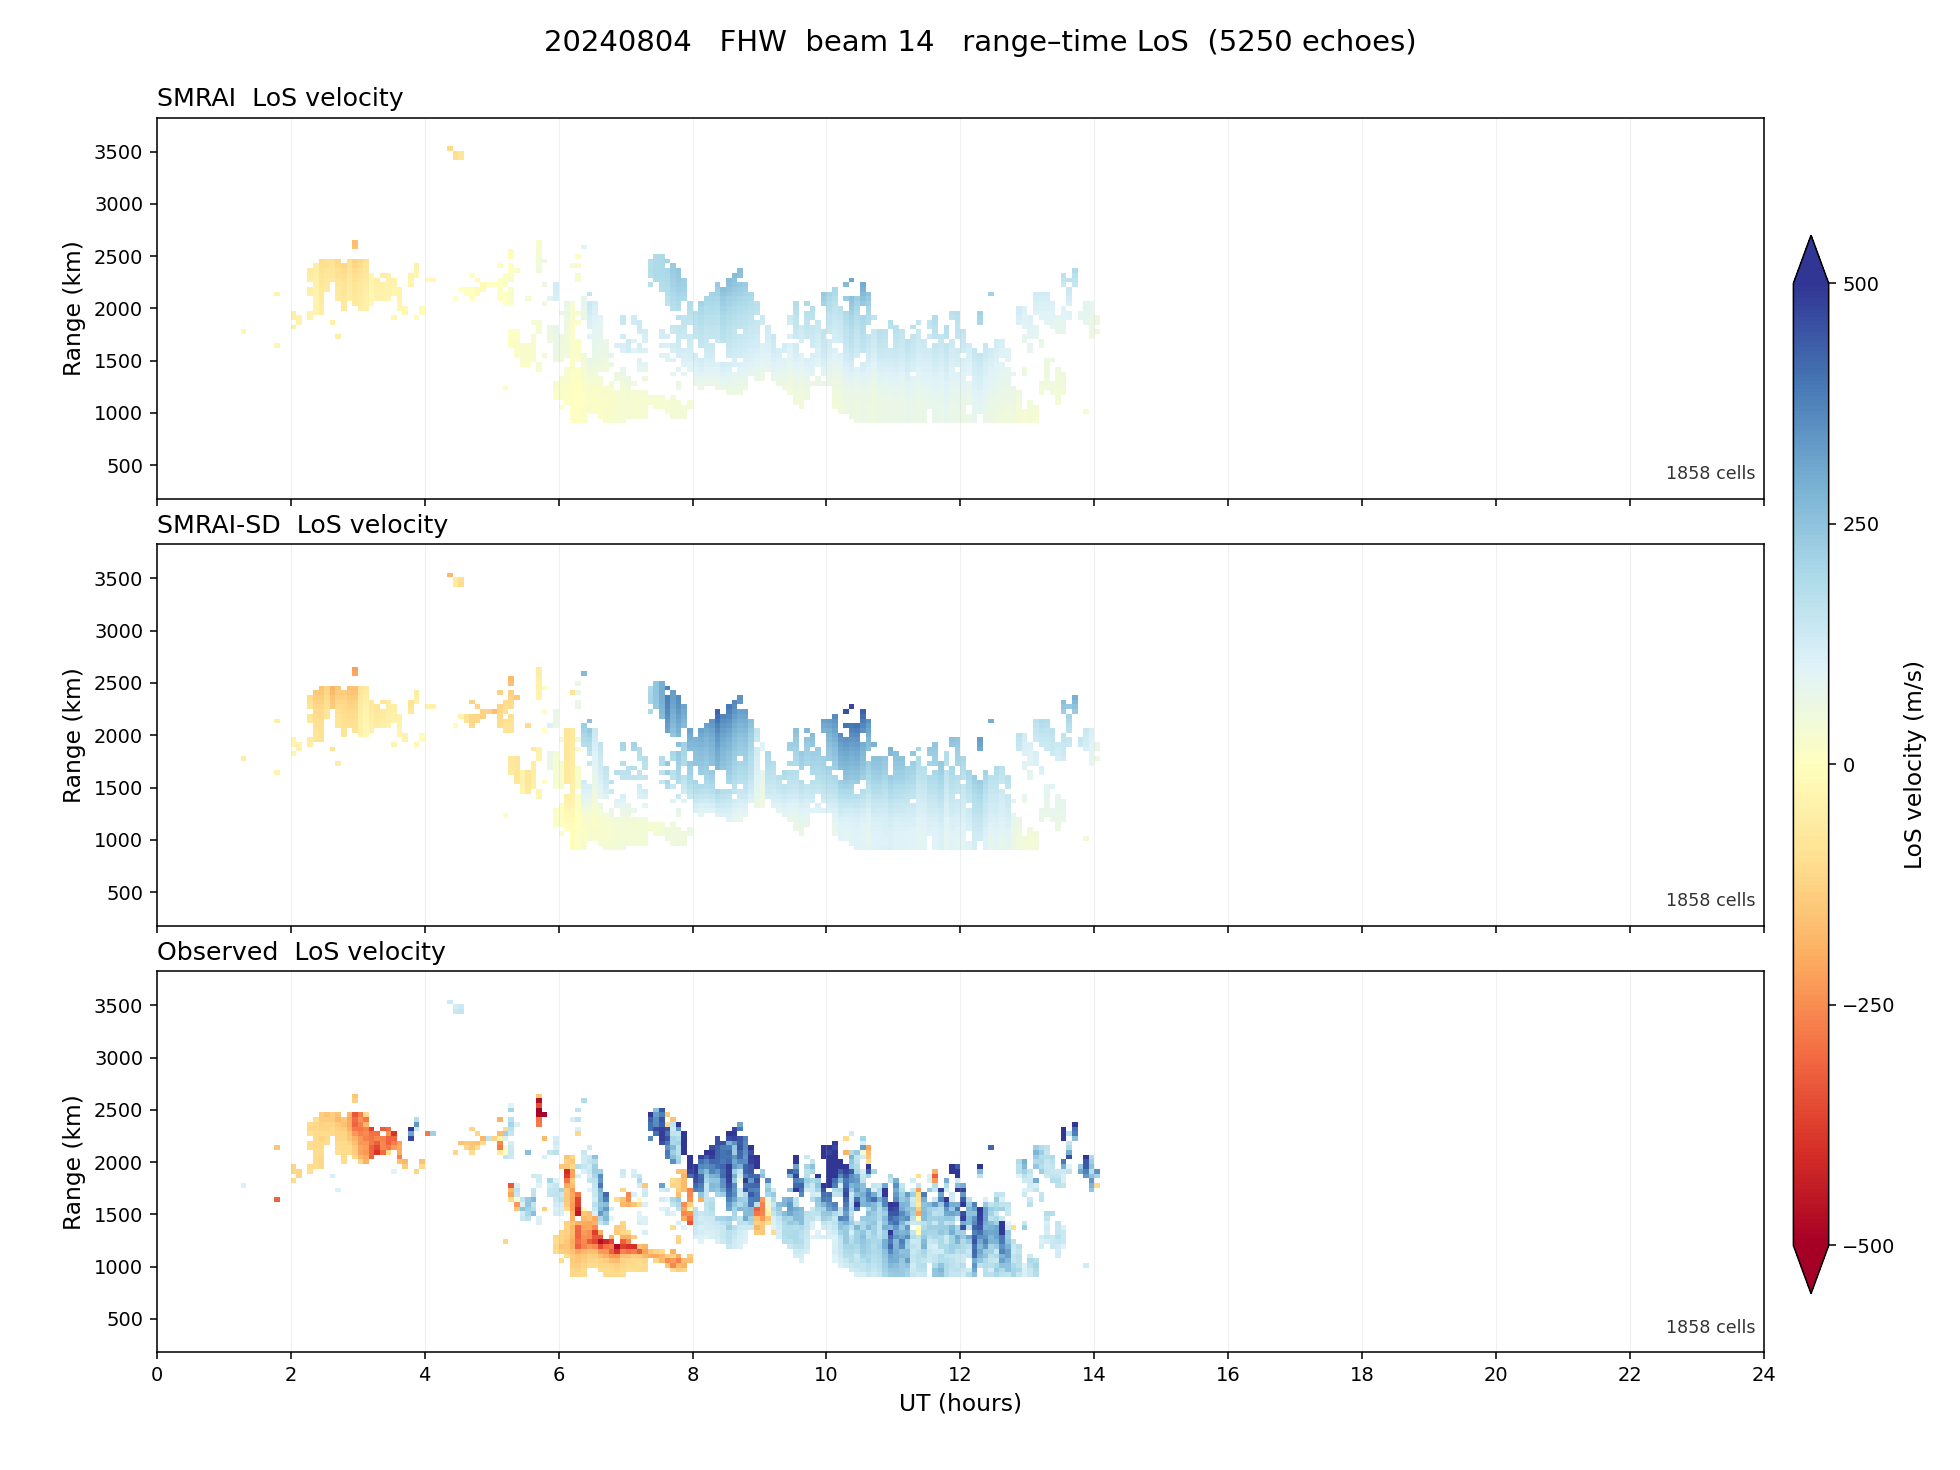 20240804   FHW  beam 14   range–time LoS  (5250 echoes)
SMRAI  LoS velocity
3500
3000
2500
2000
1500
1000
500
Range (km)
1858 cells
SMRAI-SD  LoS velocity
3500
3000
2500
2000
1500
1000
500
Range (km)
1858 cells
Observed  LoS velocity
3500
3000
2500
2000
1500
1000
500
Range (km)
1858 cells
0 2 4 6 8 10 12 14 16 18 20 22 24
UT (hours)
500
250
0
−250
−500
LoS velocity (m/s)